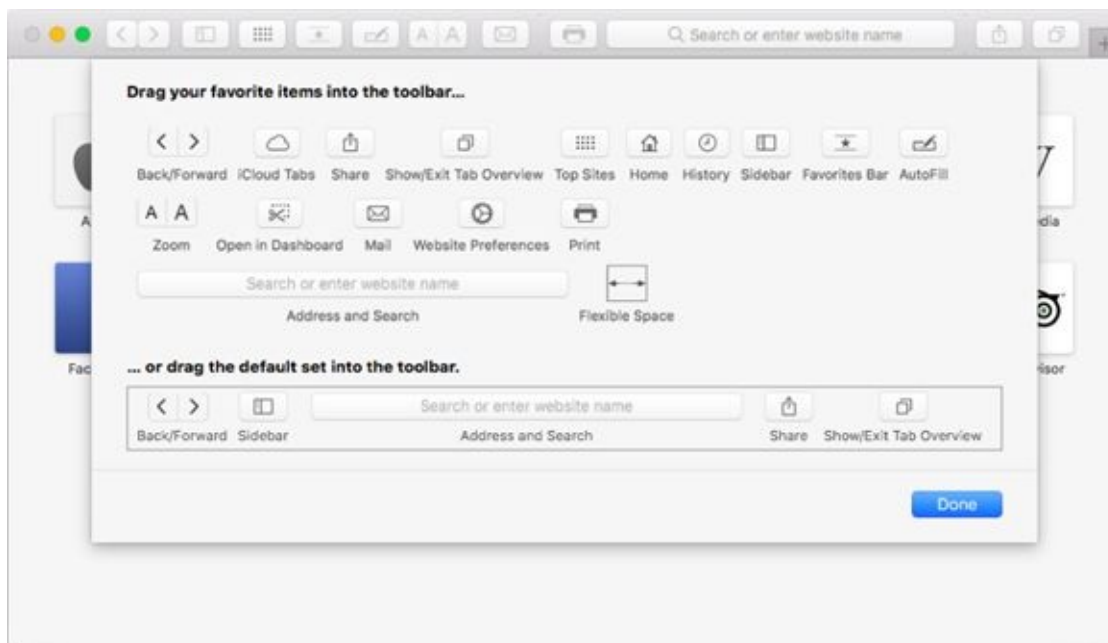 A A
Search or enter website name
Drag your favorite items into the toolbar...
Back/Forward iCloud Tabs Share Show/Exit Tab Overview Top Sites Home History Sidebar Favorites Bar AutoFill
A A
Zoom Open in Dashboard Mail Website Preferences Print
Search or enter website name
Address and Search Flexible Space
... or drag the default set into the toolbar.
Search or enter website name
Back/Forward Sidebar Address and Search Share Show/Exit Tab Overview
Done
A
dia
Fac
isor